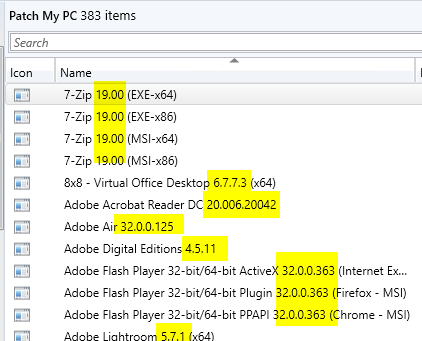 Patch My PC 383 items
Search
Icon Name
7-Zip 19.00 (EXE-x64)
7-Zip 19.00 (EXE-x86)
7-Zip 19.00 (MSI-x64)
7-Zip 19.00 (MSI-x86)
8x8 - Virtual Office Desktop 6.7.7.3 (x64)
Adobe Acrobat Reader DC 20.006.20042
Adobe Air 32.0.0.125
Adobe Digital Editions 4.5.11
Adobe Flash Player 32-bit/64-bit ActiveX 32.0.0.363 (Internet Ex...
Adobe Flash Player 32-bit/64-bit Plugin 32.0.0.363 (Firefox - MSI)
Adobe Flash Player 32-bit/64-bit PPAPI 32.0.0.363 (Chrome - MSI)
Adobe Lightroom 5.7.1 (x64)